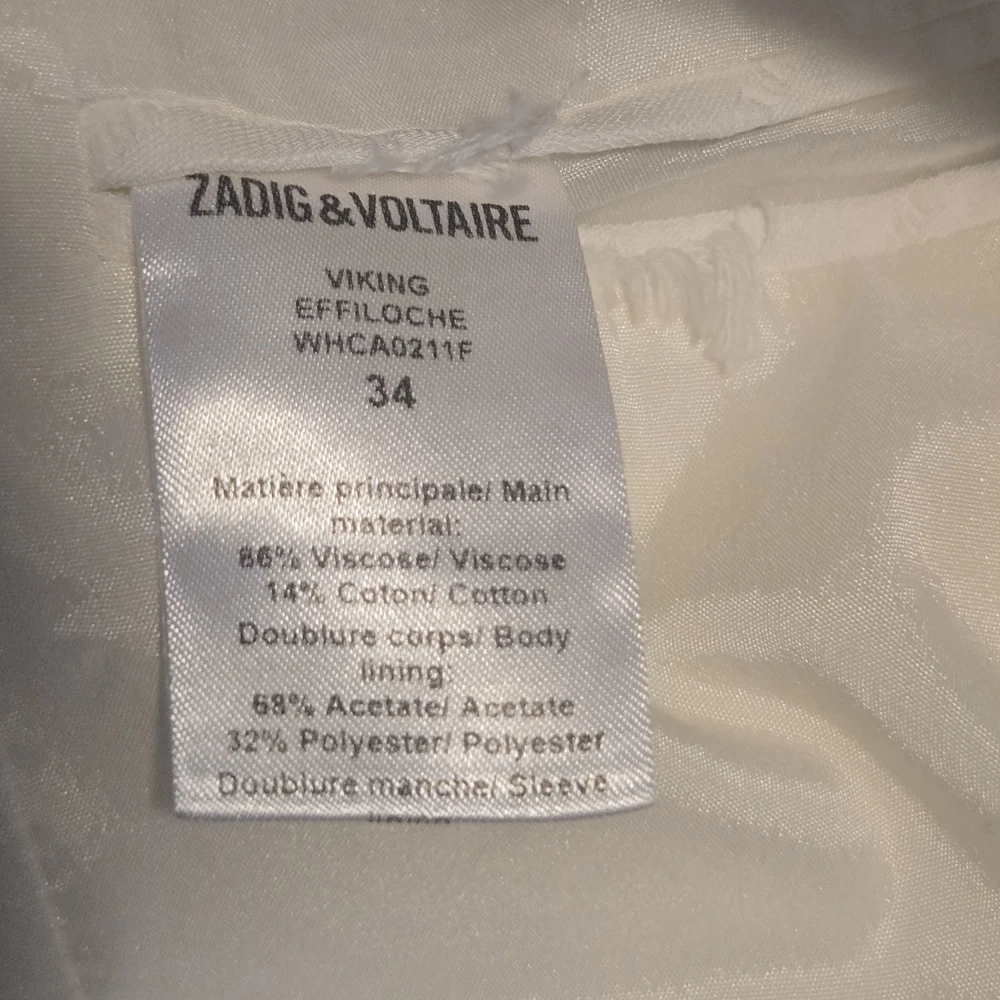 ZADIG&VOLTAIRE
VIKING
EFFILOCHE
WHCA0211F
34
Matière principale/ Main
material:
86% Viscose/ Viscose
14% Coton/ Cotton
Doublure corps/ Body
lining:
68% Acetate/ Acetate
32% Polyester/ Polyester
Doublure manche/ Sleeve